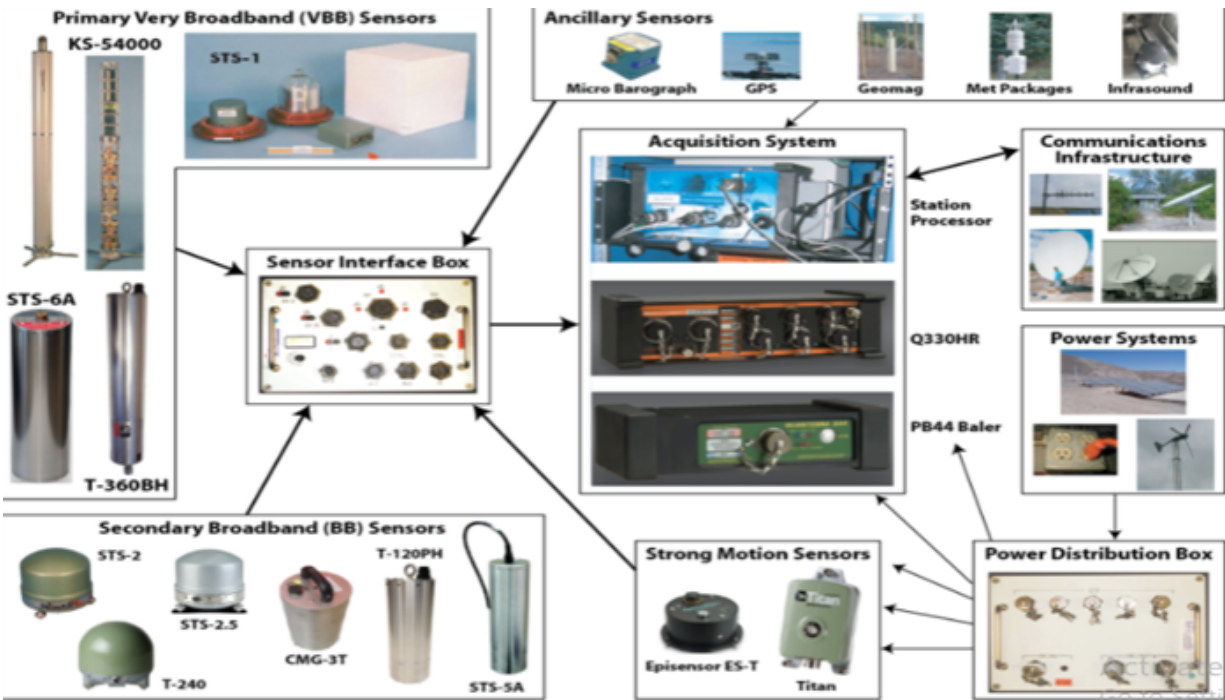 Primary Very Broadband (VBB) Sensors
KS-54000
STS-1
STS-6A
T-360BH
Ancillary Sensors
Micro Barograph
GPS
Geomag
Met Packages
Infrasound
Acquisition System
Station
Processor
Q330HR
PB44 Baler
Communications
Infrastructure
Sensor Interface Box
Power Systems
Secondary Broadband (BB) Sensors
STS-2
STS-2.5
T-240
CMG-3T
T-120PH
STS-5A
Strong Motion Sensors
Episensor ES-T
Titan
Titan
Power Distribution Box
Activate